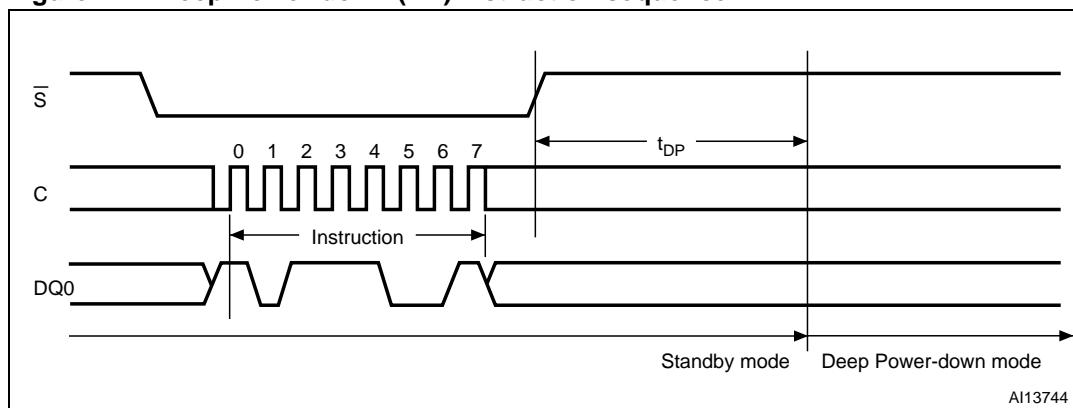 S
0 1 2 3 4 5 6 7
tDP
C
Instruction
DQ0
Standby mode Deep Power-down mode
AI13744